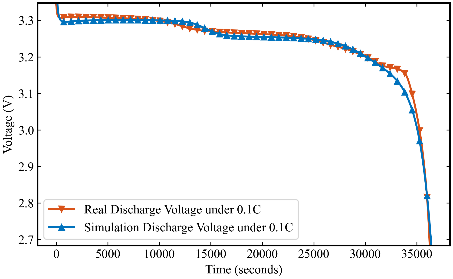 3.3
3.2
3.1
3.0
2.9
2.8
2.7
Voltage (V)
Real Discharge Voltage under 0.1C
Simulation Discharge Voltage under 0.1C
0 5000 10000 15000 20000 25000 30000 35000
Time (seconds)